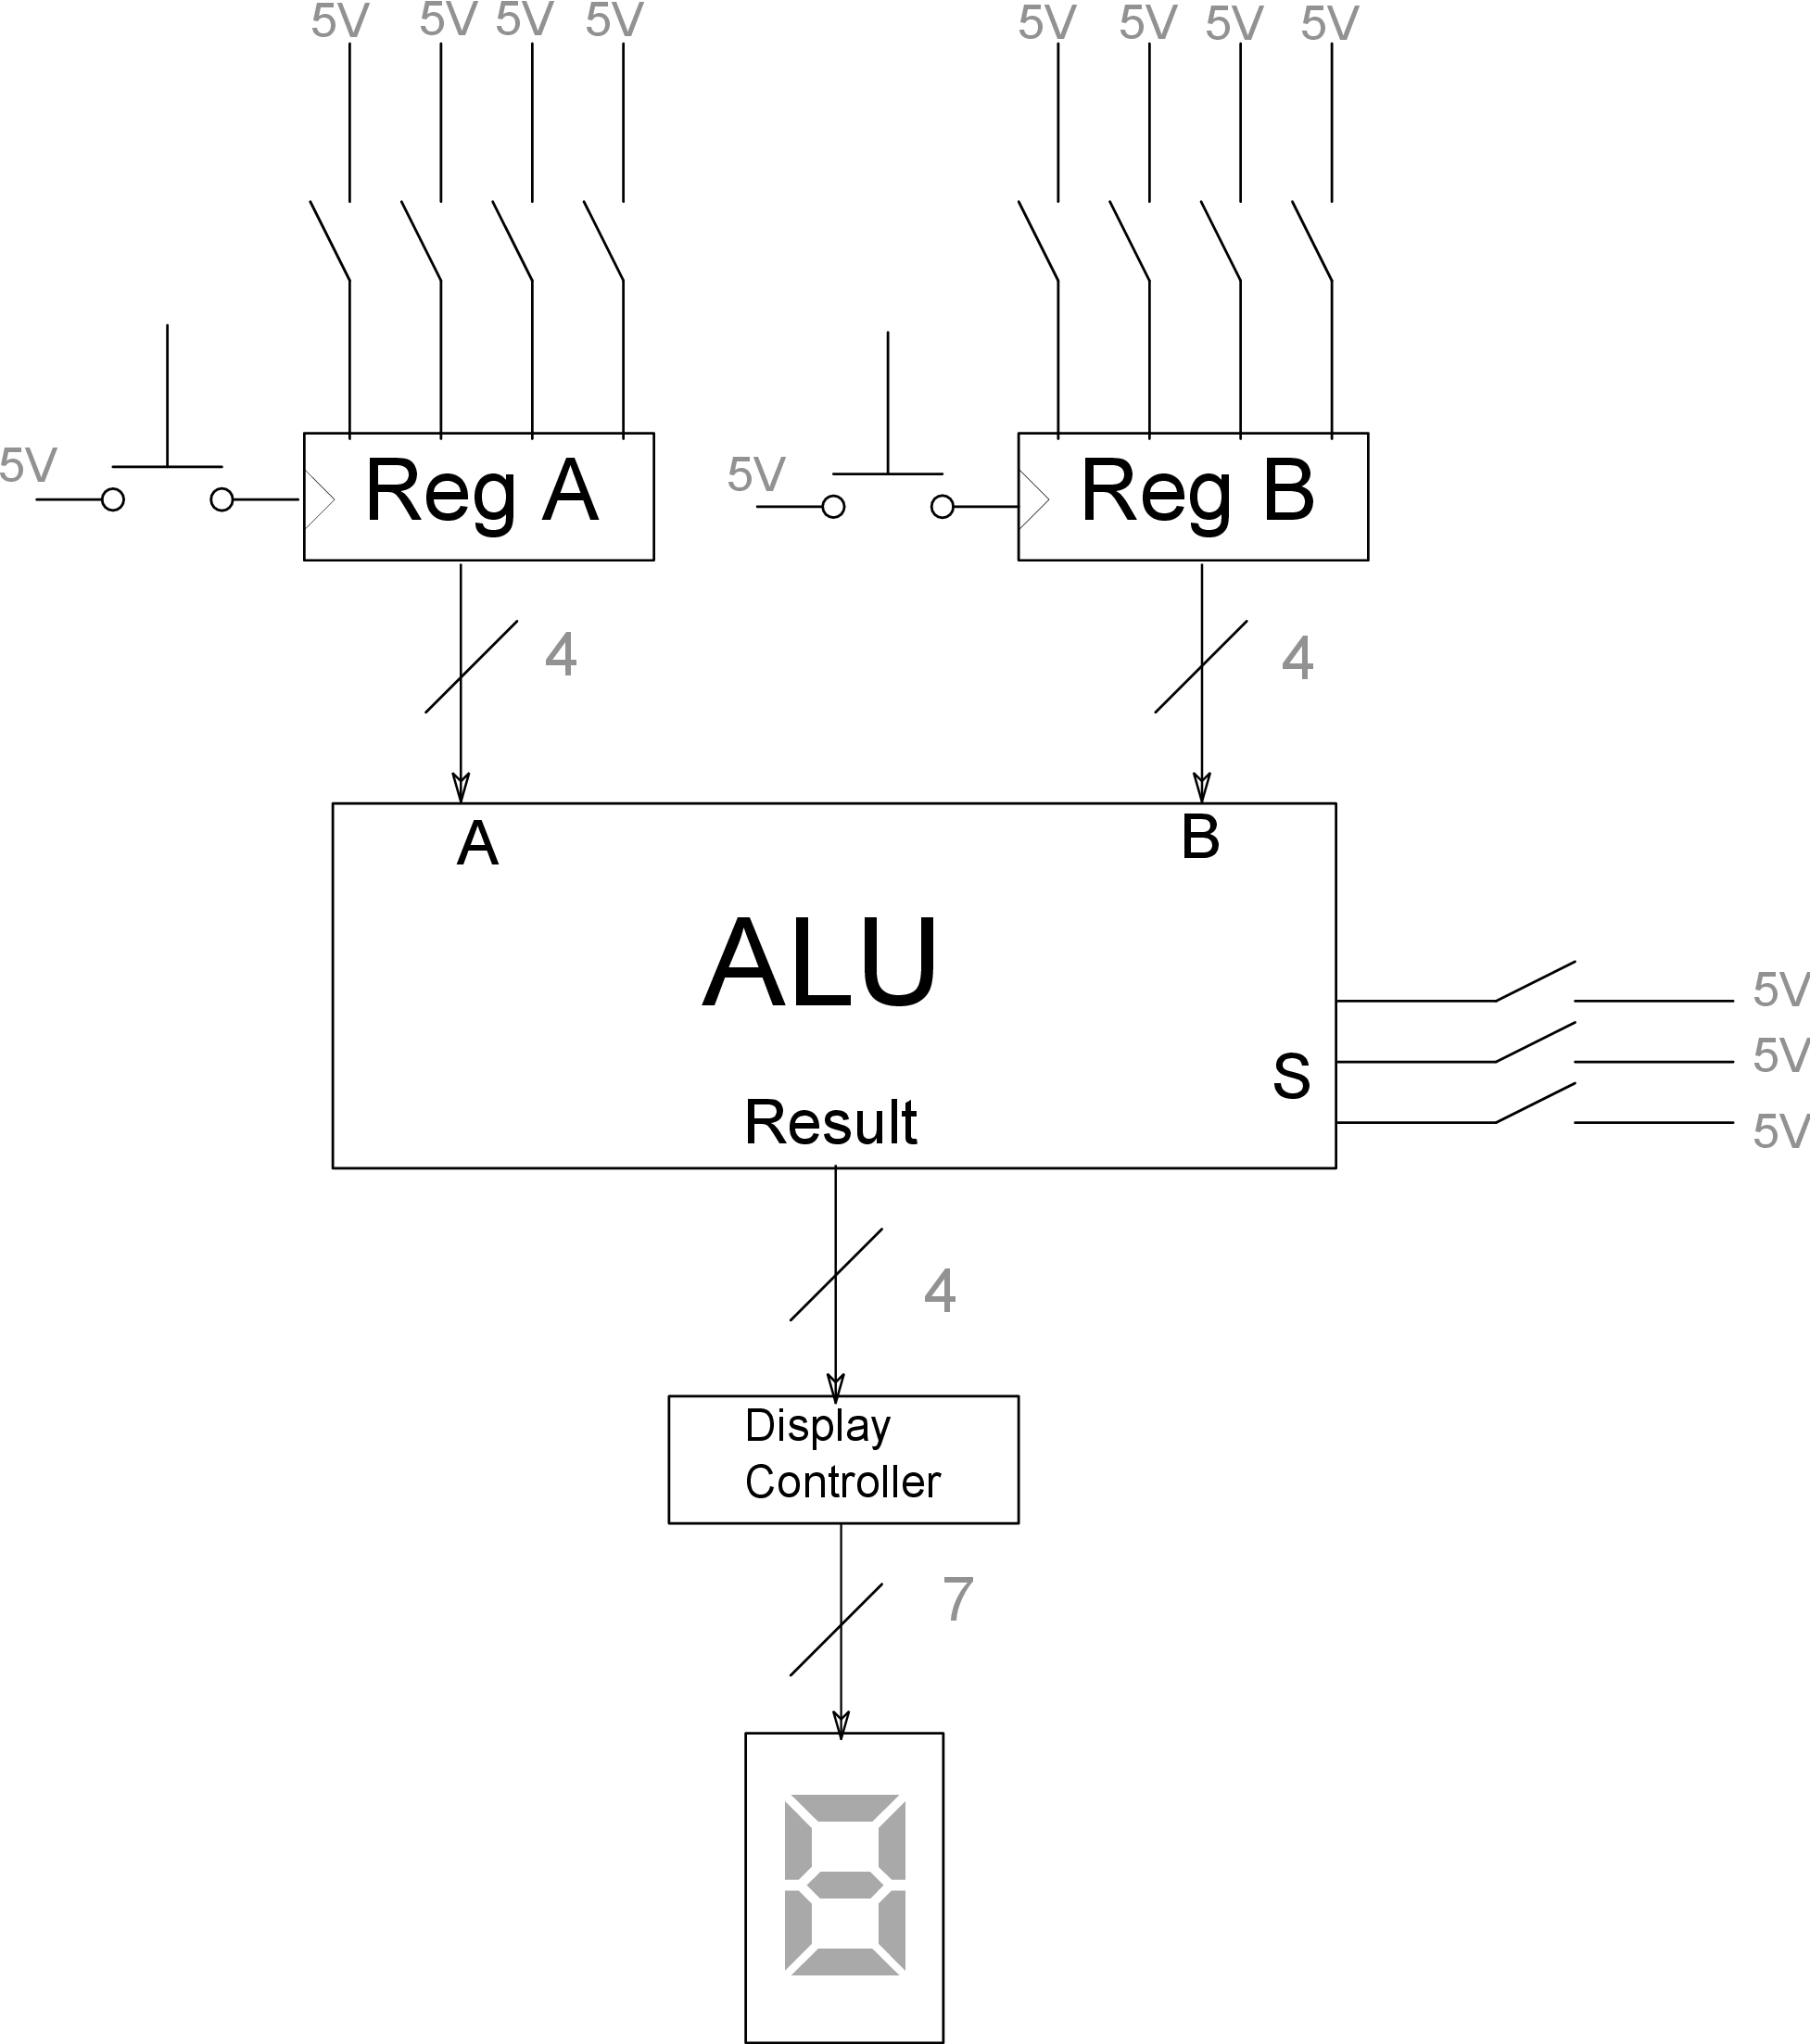 5V 5V 5V 5V 5V 5V 5V 5V
5V Reg A 5V Reg B
4 4
A B
ALU
5V
S 5V
Result 5V
4
Display
Controller
7